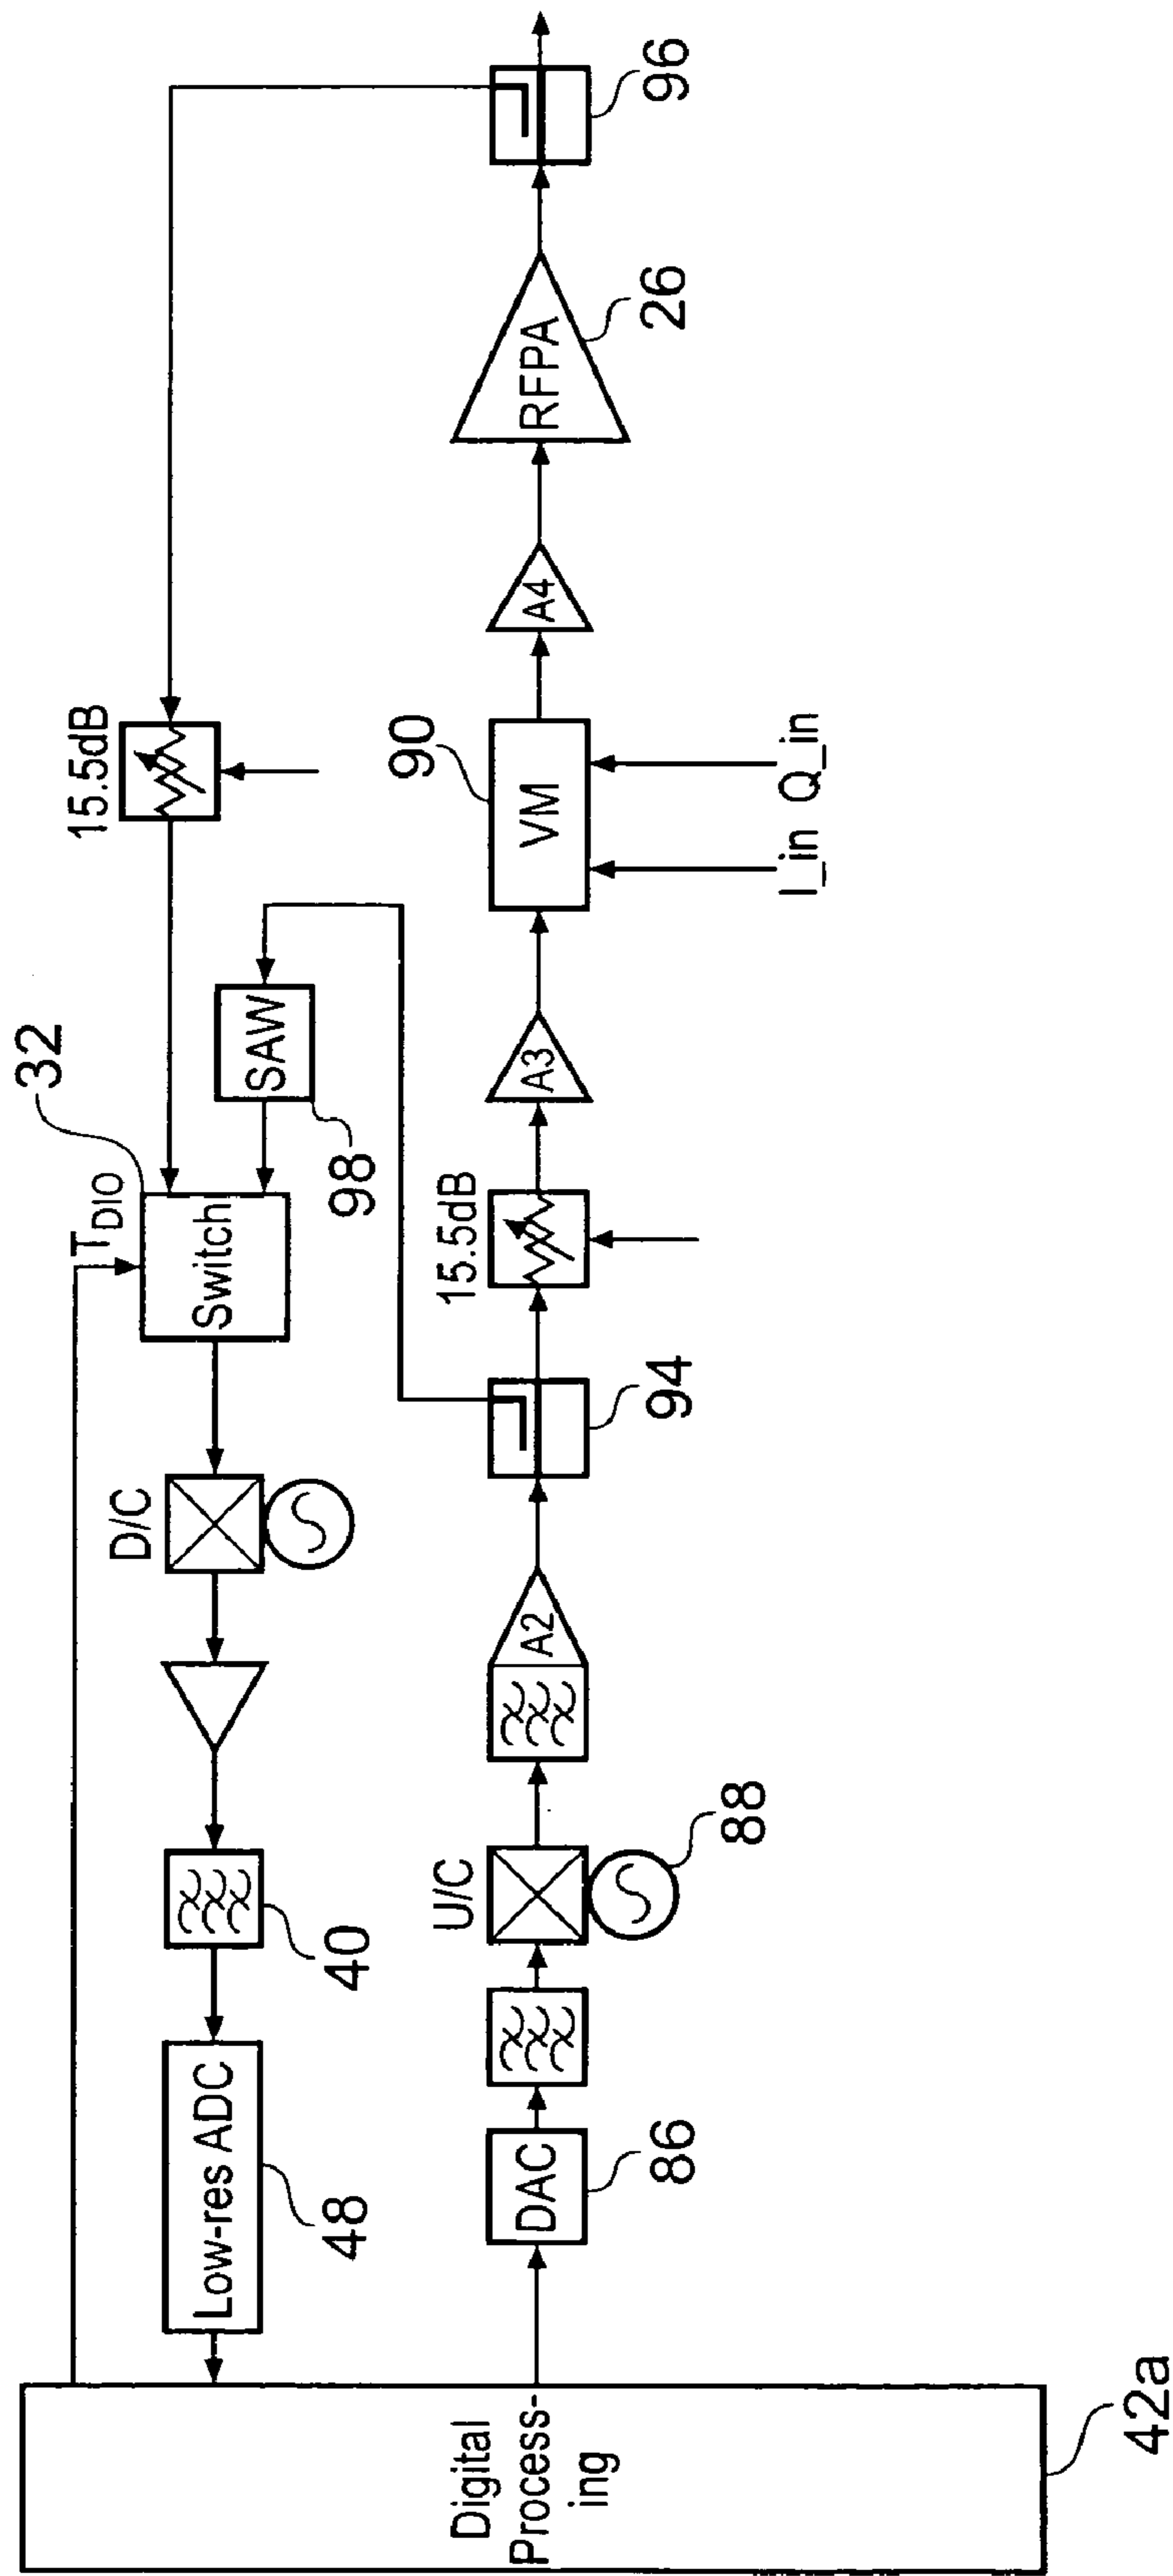 Digital
Process-
ing
42a
Low-res ADC
48
40
D/C
Switch
T_DIO
32
SAW
98
15.5dB
DAC
86
U/C
88
A2
94
15.5dB
A3
VM
90
I_in Q_in
A4
RFPA
26
96